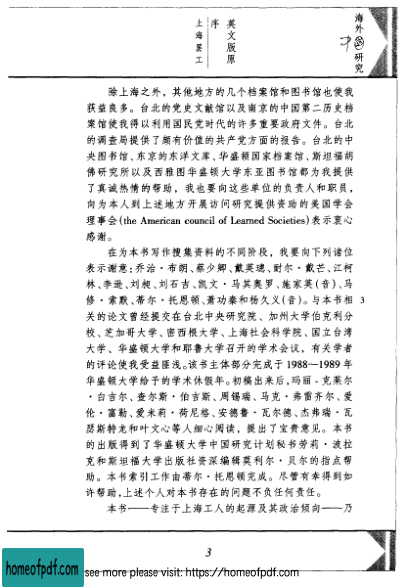 海外中国研究
英文版原序
上海罢工
除上海之外，其他地方的几个档案馆和图书馆也使我
获益良多。台北的党史文献馆以及南京的中国第二历史档
案馆使我得以利用国民党时代的许多重要政府文件。台北
的调查局提供了颇有价值的共产党方面的报告。台北的中
央图书馆、东京的东洋文库、华盛顿国家档案馆、斯坦福胡
佛研究所以及西雅图华盛顿大学东亚图书馆都为我提供
了真诚热情的帮助，我也要向这些单位的负责人和职员，
向为本人到上述地方开展访问研究提供资助的美国学会
理事会(the American council of Learned Societies)表示衷心
感谢。
在为本书写作搜集资料的不同阶段，我要向下列诸位
表示谢意：乔治·布朗、蔡少卿、戴英璁、耐尔·戴芒、江柯
林、李逊、刘昶、刘石吉、凯文·马其奥罗、施家英(音)、马
修·索默、蒂尔·托恩顿、萧功秦和杨久义(音)。与本书相
3
关的论文曾经提交在台北中央研究院、加州大学伯克利分
校、芝加哥大学、密西根大学、上海社会科学院、国立台湾
大学、华盛顿大学和耶鲁大学召开的学术会议，有关学者
的评论使我受益匪浅。该书主体部分完成于1988—1989年
华盛顿大学给予的学术休假年。初稿出来后，玛丽·克莱尔
·白吉尔、查尔斯·伯吉斯、周锡瑞、马克·弗雷齐尔、爱
伦·富勒、爱米莉·荷尼格、安德鲁·瓦尔德、杰弗瑞·瓦
瑟斯特龙和叶文心等人细心阅读，提出了宝贵意见。本书
的出版得到了华盛顿大学中国研究计划秘书劳莉·波拉
克和斯坦福大学出版社资深编辑莫利尔·贝尔的指点帮
助。本书索引工作由蒂尔·托恩顿完成。尽管有幸得到如
许帮助，上述个人对本书存在的问题不负任何责任。
本书——专注于上海工人的起源及其政治倾向——乃
3
homeofpdf.com
see more please visit: https://homeofpdf.com